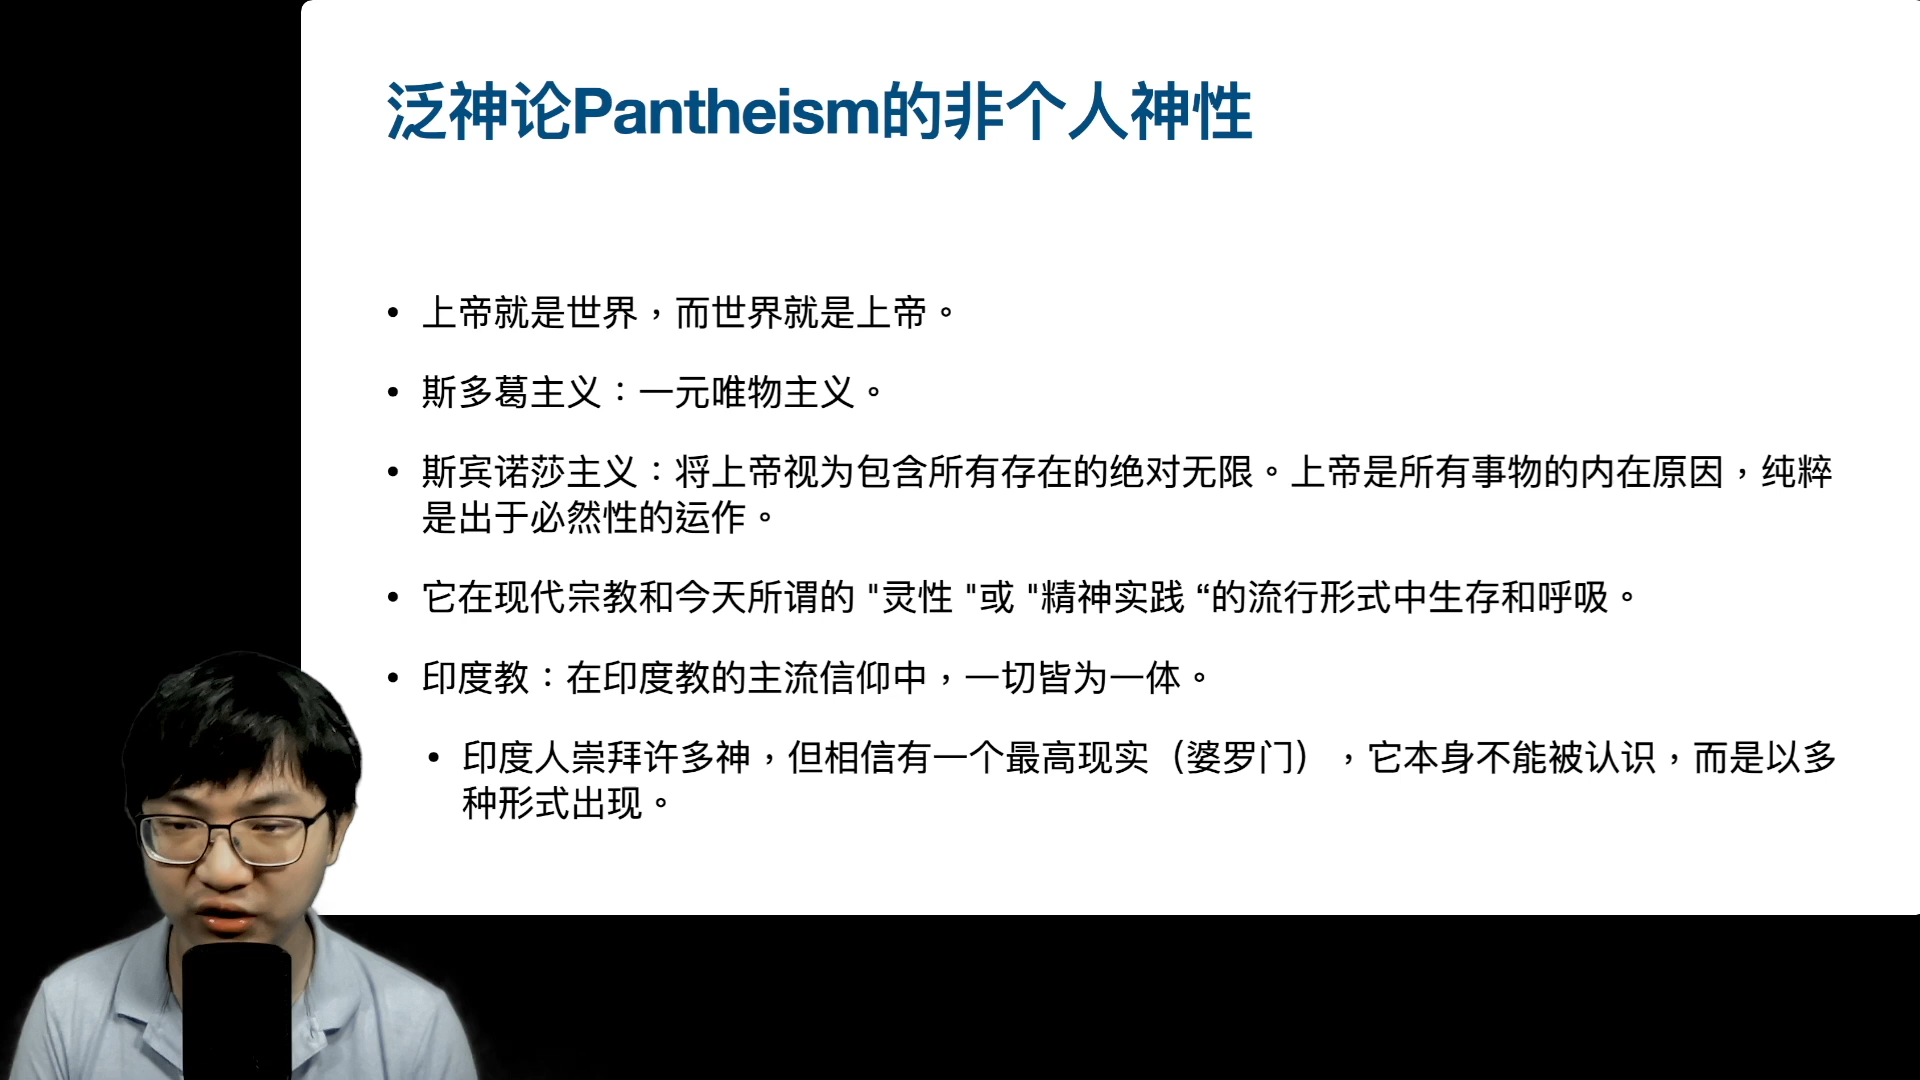 泛神论Pantheism的非个人神性
• 上帝就是世界，而世界就是上帝。
• 斯多葛主义：一元唯物主义。
• 斯宾诺莎主义：将上帝视为包含所有存在的绝对无限。上帝是所有事物的内在原因，纯粹
是出于必然性的运作。
• 它在现代宗教和今天所谓的 "灵性 "或 "精神实践 “的流行形式中生存和呼吸。
• 印度教：在印度教的主流信仰中，一切皆为一体。
• 印度人崇拜许多神，但相信有一个最高现实（婆罗门），它本身不能被认识，而是以多
种形式出现。